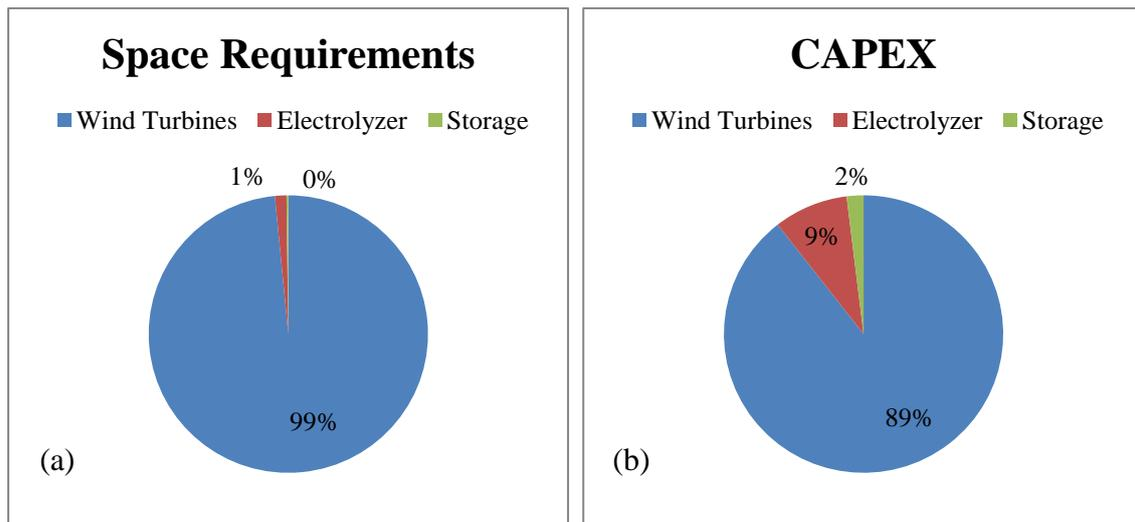 Space Requirements
Wind Turbines Electrolyzer Storage
1% 0%
99%
(a)
CAPEX
Wind Turbines Electrolyzer Storage
2%
9%
89%
(b)